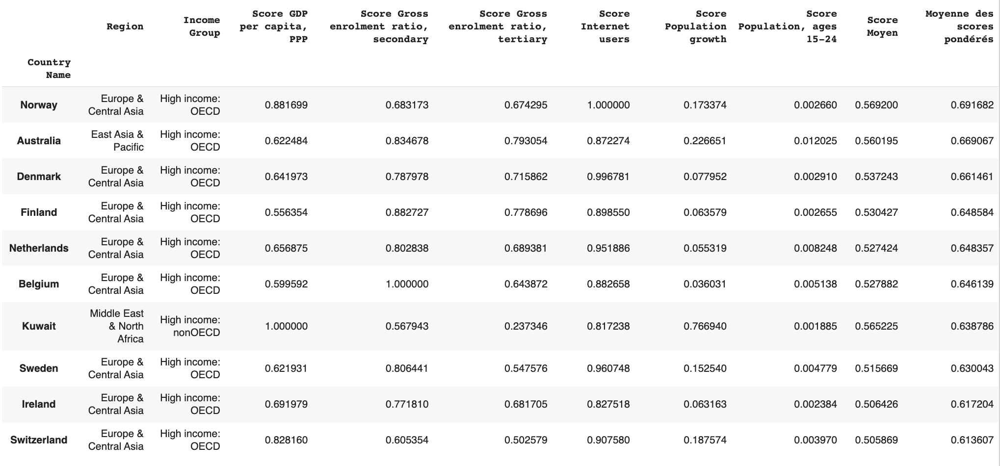 Region Income Group Score GDP per capita, PPP Score Gross enrolment ratio, secondary Score Gross enrolment ratio, tertiary Score Internet users Score Population growth Score Population, ages 15-24 Score Moyen Moyenne des scores pondérés
Country Name
Norway Europe & Central Asia High income: OECD 0.881699 0.683173 0.674295 1.000000 0.173374 0.002660 0.569200 0.691682
Australia East Asia & Pacific High income: OECD 0.622484 0.834678 0.793054 0.872274 0.226651 0.012025 0.560195 0.669067
Denmark Europe & Central Asia High income: OECD 0.641973 0.787978 0.715862 0.996781 0.077952 0.002910 0.537243 0.661461
Finland Europe & Central Asia High income: OECD 0.556354 0.882727 0.778696 0.898550 0.063579 0.002655 0.530427 0.648584
Netherlands Europe & Central Asia High income: OECD 0.656875 0.802838 0.689381 0.951886 0.055319 0.008248 0.527424 0.648357
Belgium Europe & Central Asia High income: OECD 0.599592 1.000000 0.643872 0.882658 0.036031 0.005138 0.527882 0.646139
Kuwait Middle East & North Africa High income: nonOECD 1.000000 0.567943 0.237346 0.817238 0.766940 0.001885 0.565225 0.638786
Sweden Europe & Central Asia High income: OECD 0.621931 0.806441 0.547576 0.960748 0.152540 0.004779 0.515669 0.630043
Ireland Europe & Central Asia High income: OECD 0.691979 0.771810 0.681705 0.827518 0.063163 0.002384 0.506426 0.617204
Switzerland Europe & Central Asia High income: OECD 0.828160 0.605354 0.502579 0.907580 0.187574 0.003970 0.505869 0.613607